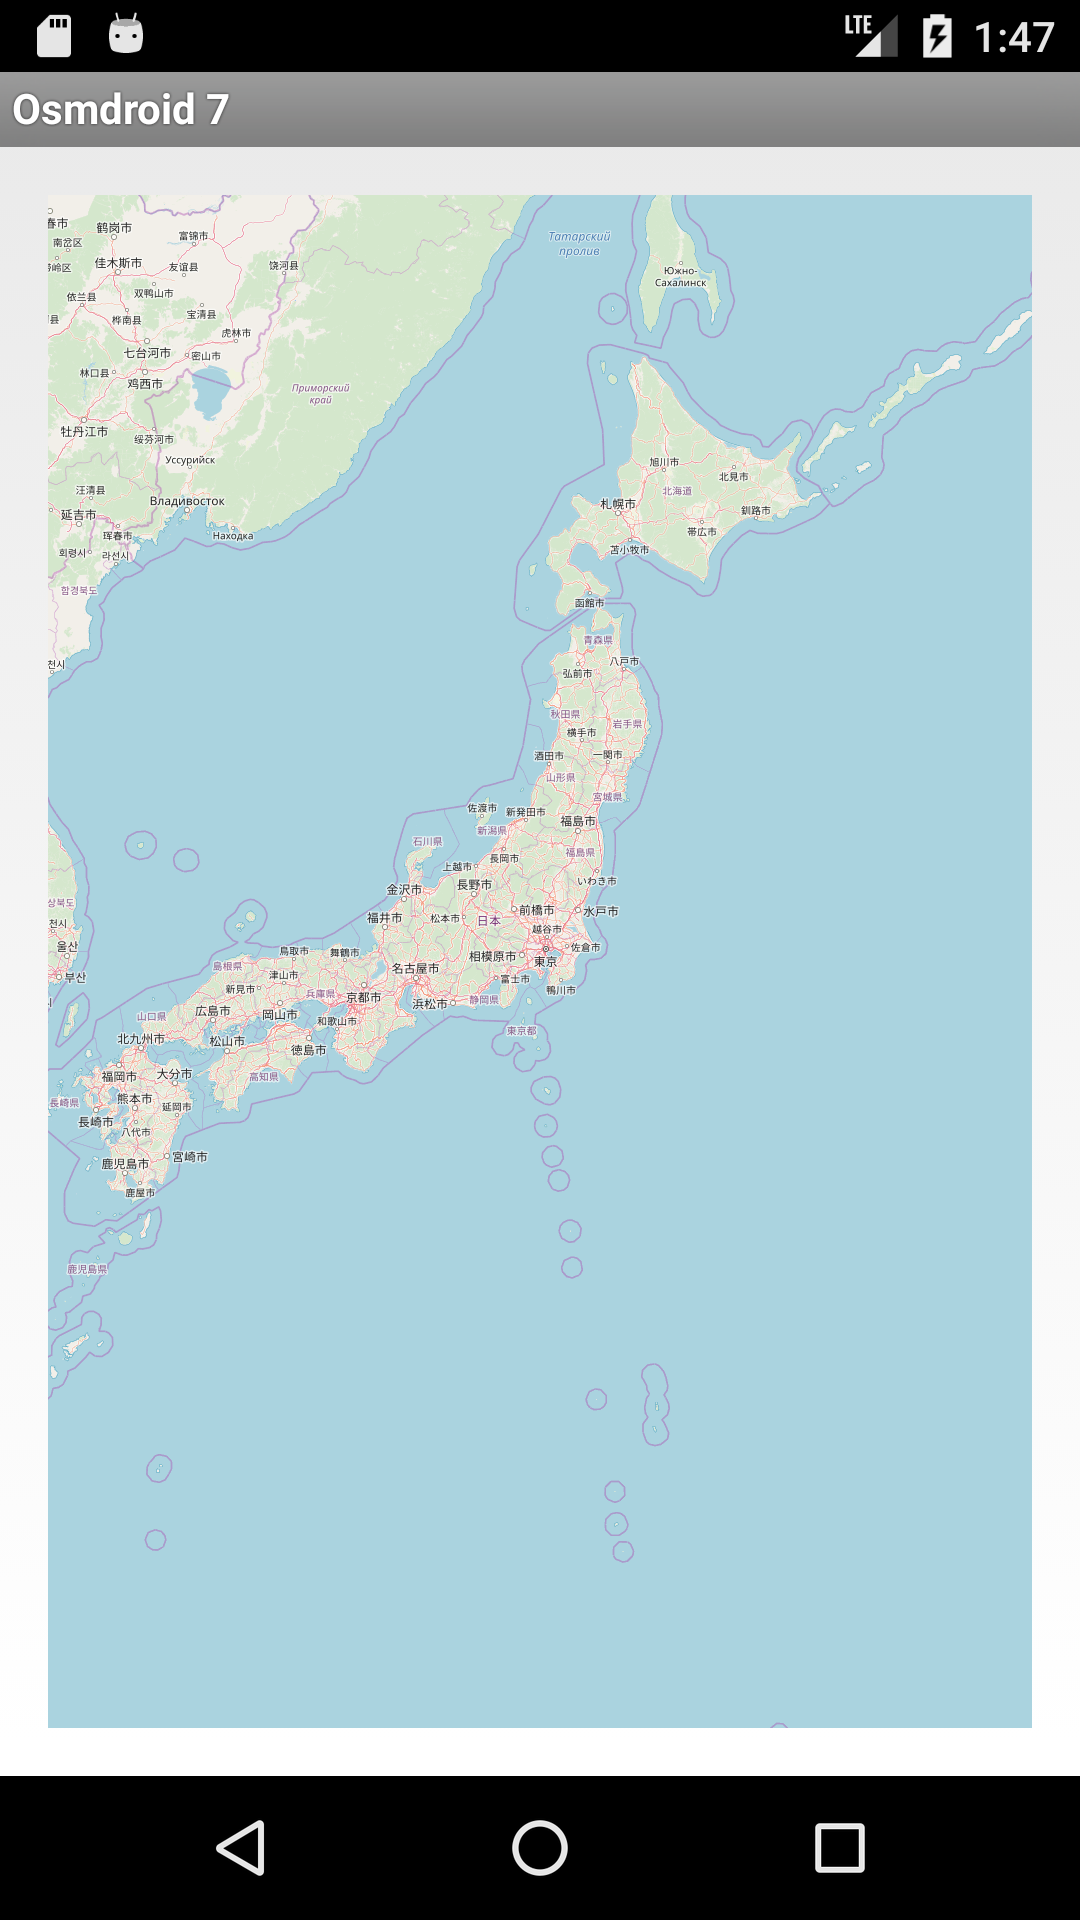 LTE 1:47
Osmdroid 7
春市
鹤岗市
富锦市
南岔区
佳木斯市
友谊县
饶河县
依兰县
双鸭山市
桦南县
宝清县
虎林市
七台河市
密山市
林口县
鸡西市
牡丹江市
绥芬河市
Уссурийск
汪清县
Владивосток
延吉市
珲春市
Находка
회령시
라선시
함경북도
천시
Приморский
край
Татарский
пролив
Южно-
Сахалинск
旭川市
北見市
北海道
札幌市
釧路市
帯広市
苫小牧市
函館市
青森県
八戸市
弘前市
秋田県
岩手県
横手市
酒田市
一関市
山形県
宮城県
佐渡市
新発田市
福島市
新潟県
石川県
長岡市
福島県
上越市
長野市
いわき市
金沢市
前橋市
水戸市
福井市
松本市
日本
越谷市
佐倉市
相模原市
東京
鳥取市
舞鶴市
名古屋市
島根県
津山市
富士市
鴨川市
新見市
兵庫県
京都市
浜松市
静岡県
山口県
広島市
岡山市
和歌山市
東京都
北九州市
松山市
徳島市
福岡市
大分市
高知県
長崎県
熊本市
延岡市
長崎市
八代市
鹿児島市
宮崎市
鹿屋市
鹿児島県
상북도
천시
울산
부산